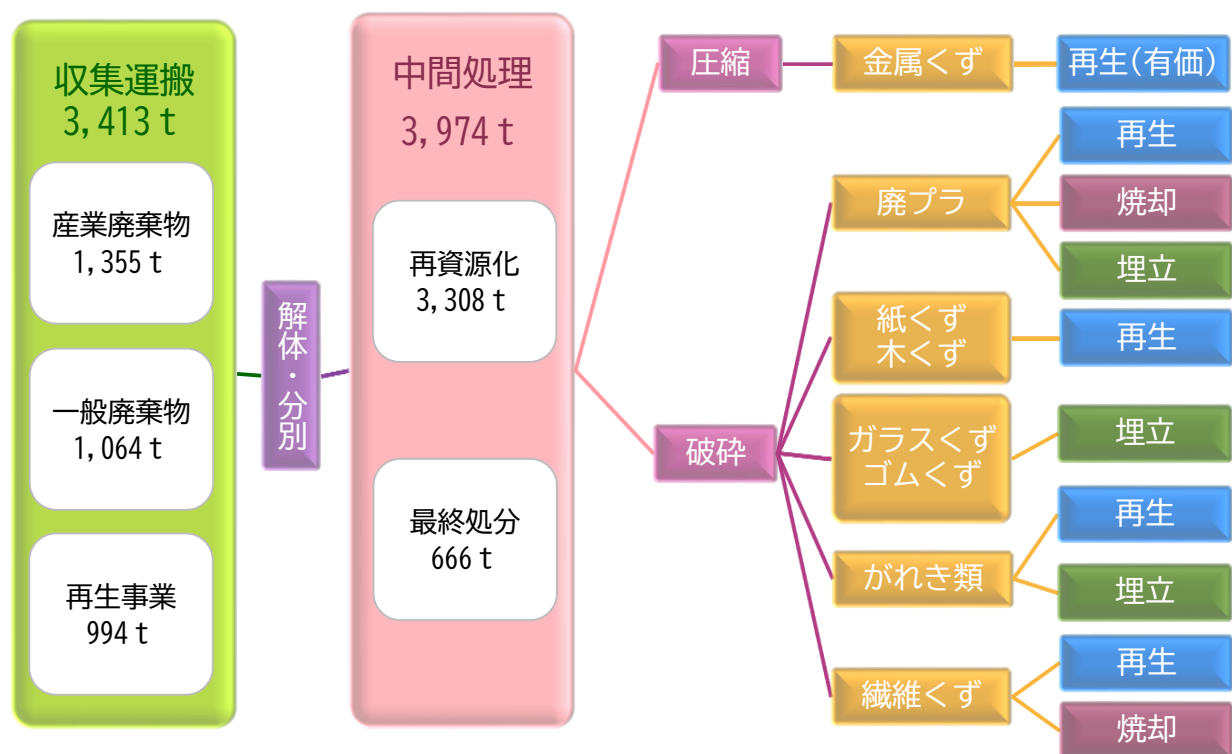 収集運搬
3,413 t
産業廃棄物
1,355 t
一般廃棄物
1,064 t
再生事業
994 t
解体・分別
中間処理
3,974 t
再資源化
3,308 t
最終処分
666 t
圧縮
金属くず
再生(有価)
破砕
廃プラ
再生
焼却
埋立
紙くず
木くず
再生
ガラスくず
ゴムくず
埋立
がれき類
再生
埋立
繊維くず
再生
焼却